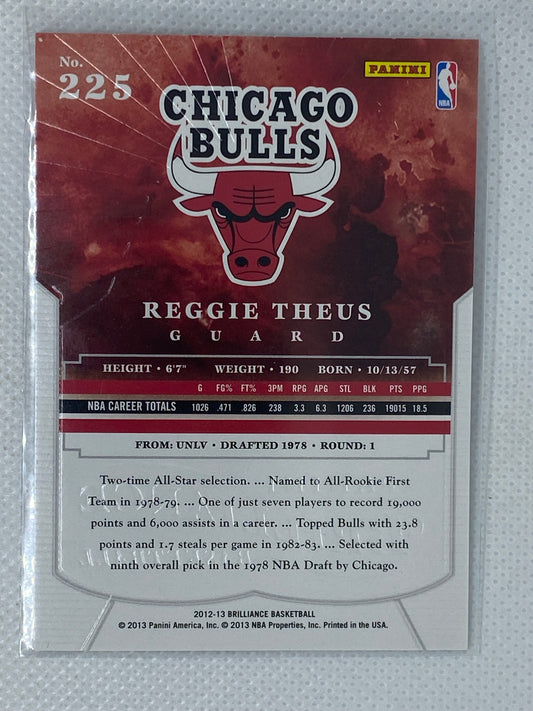 No.
225
PANINI
NBA
CHICAGO
BULLS
REGGIE THEUS
GUARD
HEIGHT • 6'6" WEIGHT • 190 BORN • 10/13/57
G FG% FT% 3PM RPG APG STL BLK PTS PPG
NBA CAREER TOTALS 1026 .471 .826 238 3.3 6.3 1206 236 19015 18.5
FROM: UNLV • DRAFTED 1978 • ROUND: 1
Two-time All-Star selection. ... Named to All-Rookie First
Team in 1978-79. ... One of just seven players to record 19,000
points and 6,000 assists in a career. ... Topped Bulls with 23.8
points and 1.7 steals per game in 1982-83. ... Selected with
ninth overall pick in the 1978 NBA Draft by Chicago.
2012-13 BRILLIANCE BASKETBALL
© 2013 Panini America, Inc. © 2013 NBA Properties, Inc. Printed in the USA.